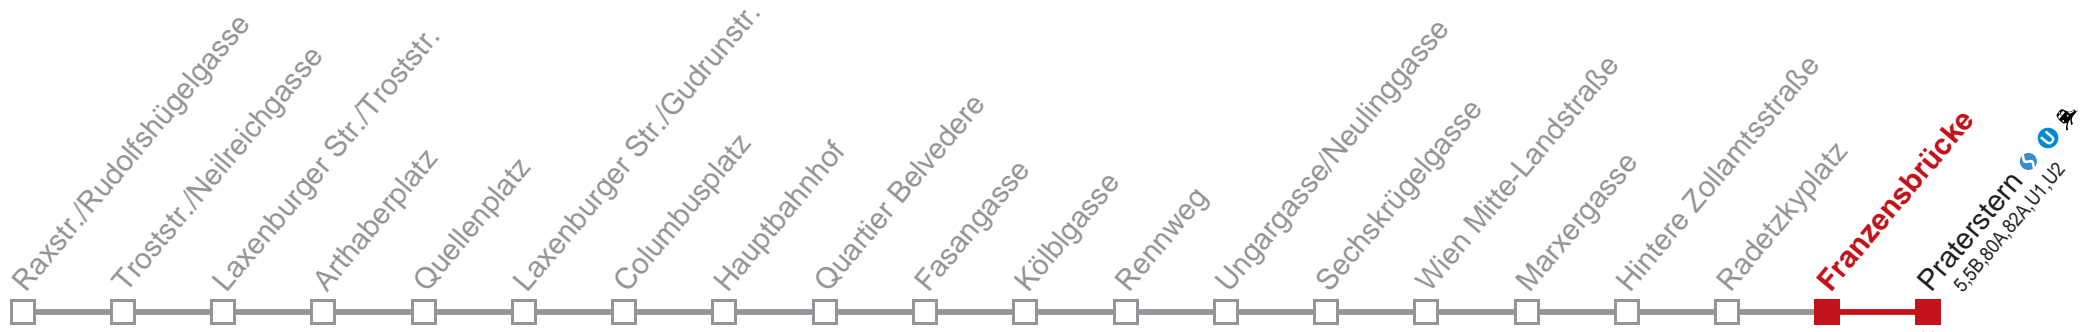 Raxstr./Rudolfshügelgasse
Troststr./Neilreichgasse
Laxenburger Str./Troststr.
Arthaberplatz
Quellenplatz
Laxenburger Str./Gudrunstr.
Columbusplatz
Hauptbahnhof
Quartier Belvedere
Fasangasse
Kölblgasse
Rennweg
Ungargasse/Neulinggasse
Sechskrügelgasse
Wien Mitte-Landstraße
Marxergasse
Hintere Zollamtsstraße
Radetzkyplatz
Franzensbrücke
Praterstern S U
5,5B,80A,82A,U1,U2